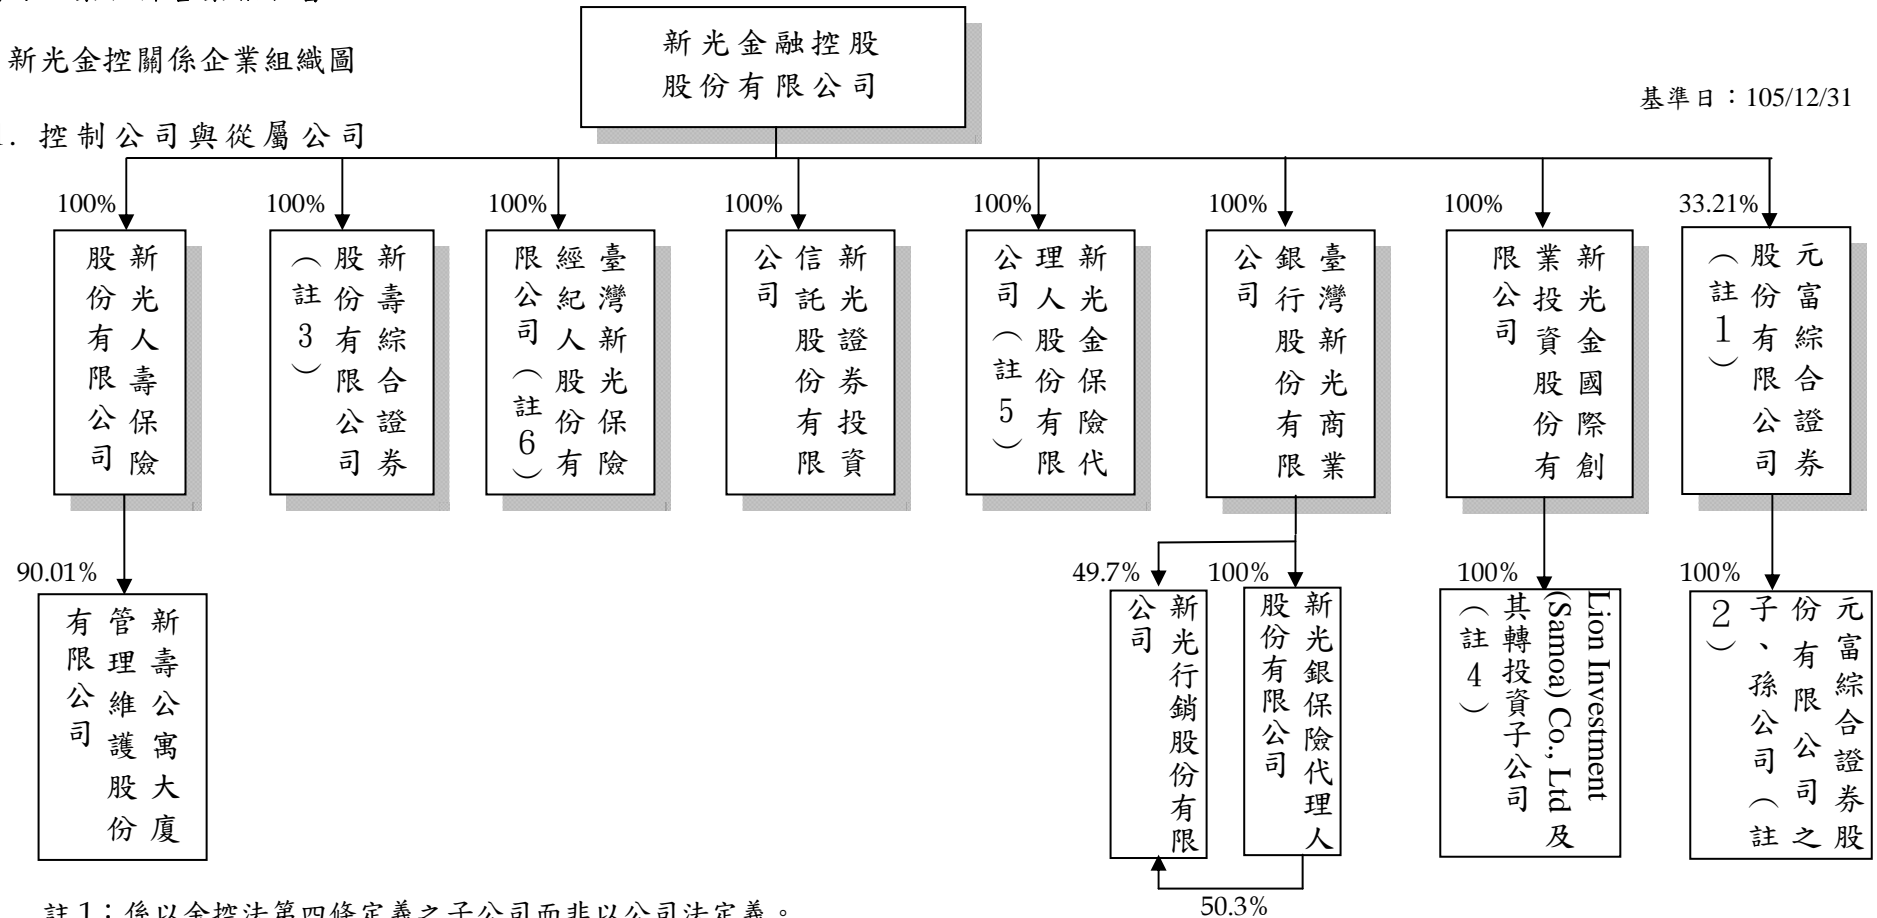 新光金控關係企業組織圖
新光金融控股
股份有限公司
基準日：105/12/31
. 控制公司與從屬公司
100%
100%
100%
100%
100%
100%
100%
33.21%
新光人壽保險
股份有限公司
新壽綜合證券
股份有限公司
（註3）
臺灣新光保險
經紀人股份有
限公司（註6）
新光證券投資
信託股份有限
公司
新光金保險代
理人股份有限
公司（註5）
臺灣新光商業
銀行股份有限
公司
新光金國際創
業投資股份有
限公司
元富綜合證券
股份有限公司
（註1）
90.01%
49.7%
100%
100%
100%
新壽公寓大廈
管理維護股份
有限公司
新光行銷股份有限
公司
新光銀保險代理人
股份有限公司
Lion Investment
(Samoa) Co., Ltd 及
其轉投資子公司
（註4）
元富綜合證券股
份有限公司之
子、孫公司（註
2）
50.3%
註1：係以金控法第四條定義之子公司而非以公司法定義。